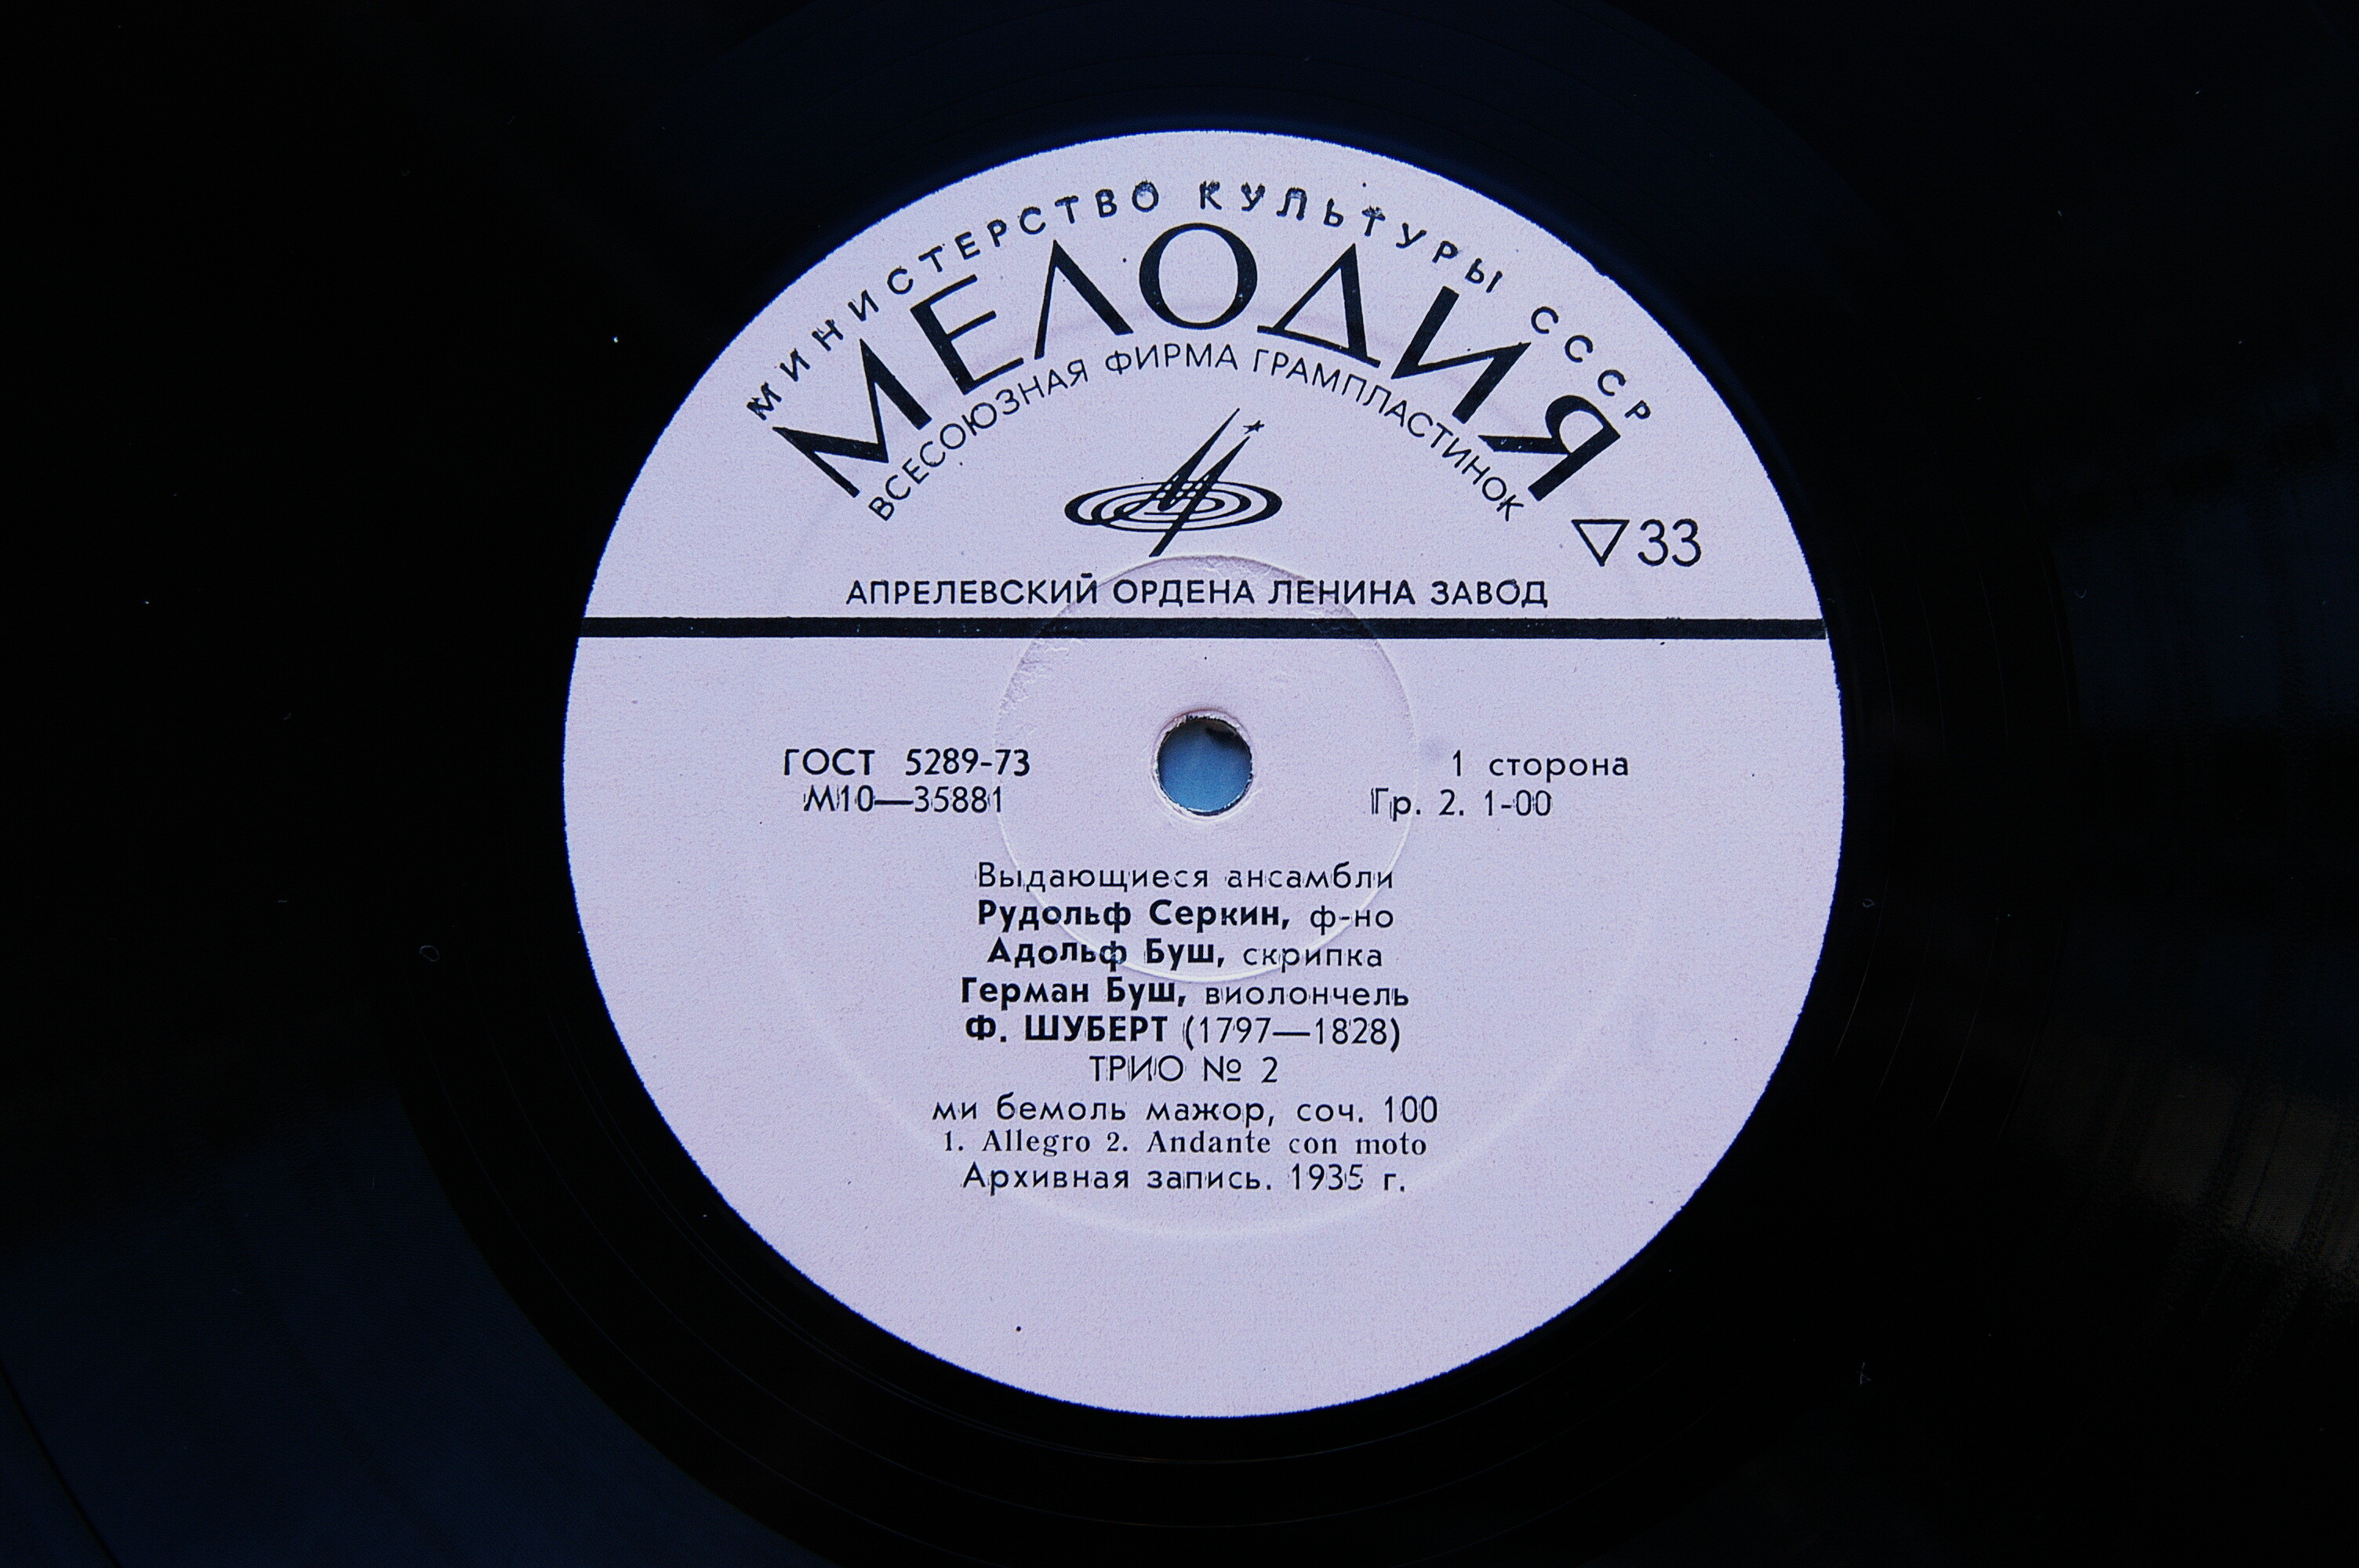 МИНИСТЕРСТВО КУЛЬТУРЫ СССР
МЕЛОДИЯ
ВСЕСОЮЗНАЯ ФИРМА ГРАМПЛАСТИНОК
▽33
АПРЕЛЕВСКИЙ ОРДЕНА ЛЕНИНА ЗАВОД
ГОСТ 5289-73
М10—35881
1 сторона
Гр. 2. 1-00
Выдающиеся ансамбли
Рудольф Серкин, ф-но
Адольф Буш, скрипка
Герман Буш, виолончель
Ф. ШУБЕРТ (1797—1828)
ТРИО № 2
ми бемоль мажор, соч. 100
1. Allegro 2. Andante con moto
Архивная запись. 1935 г.